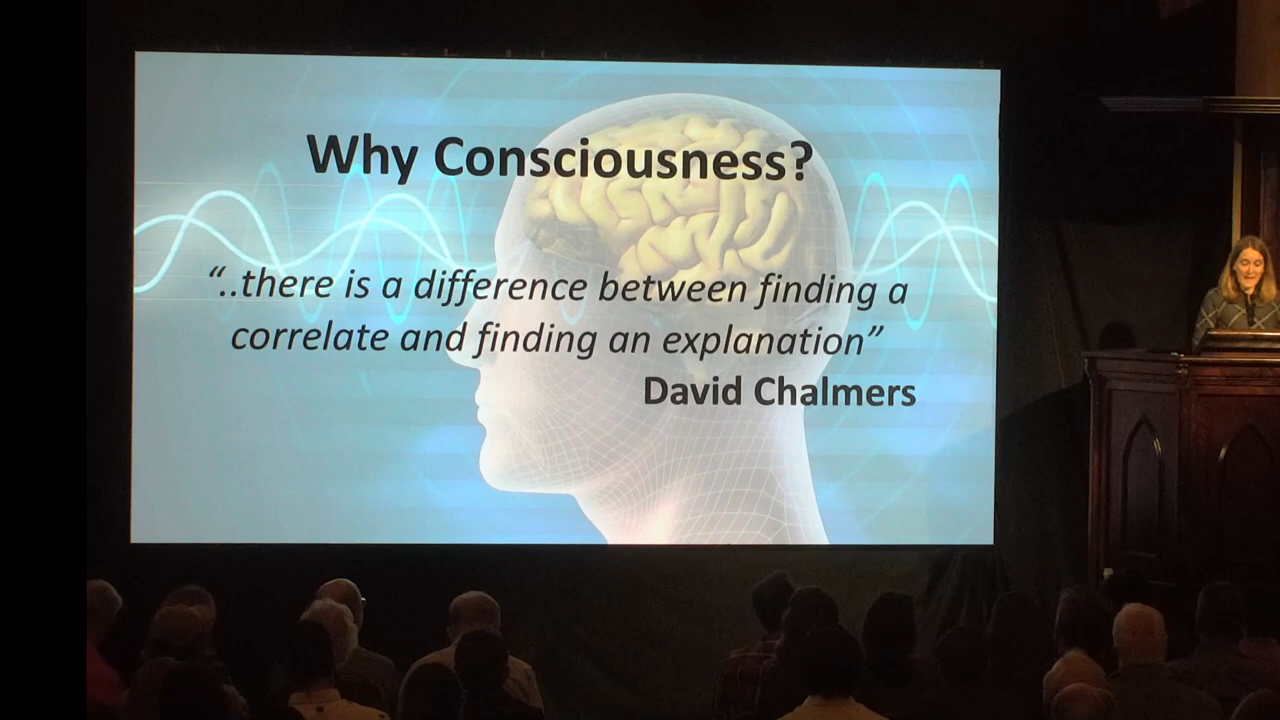 Why Consciousness?
“..there is a difference between finding a
correlate and finding an explanation”
David Chalmers